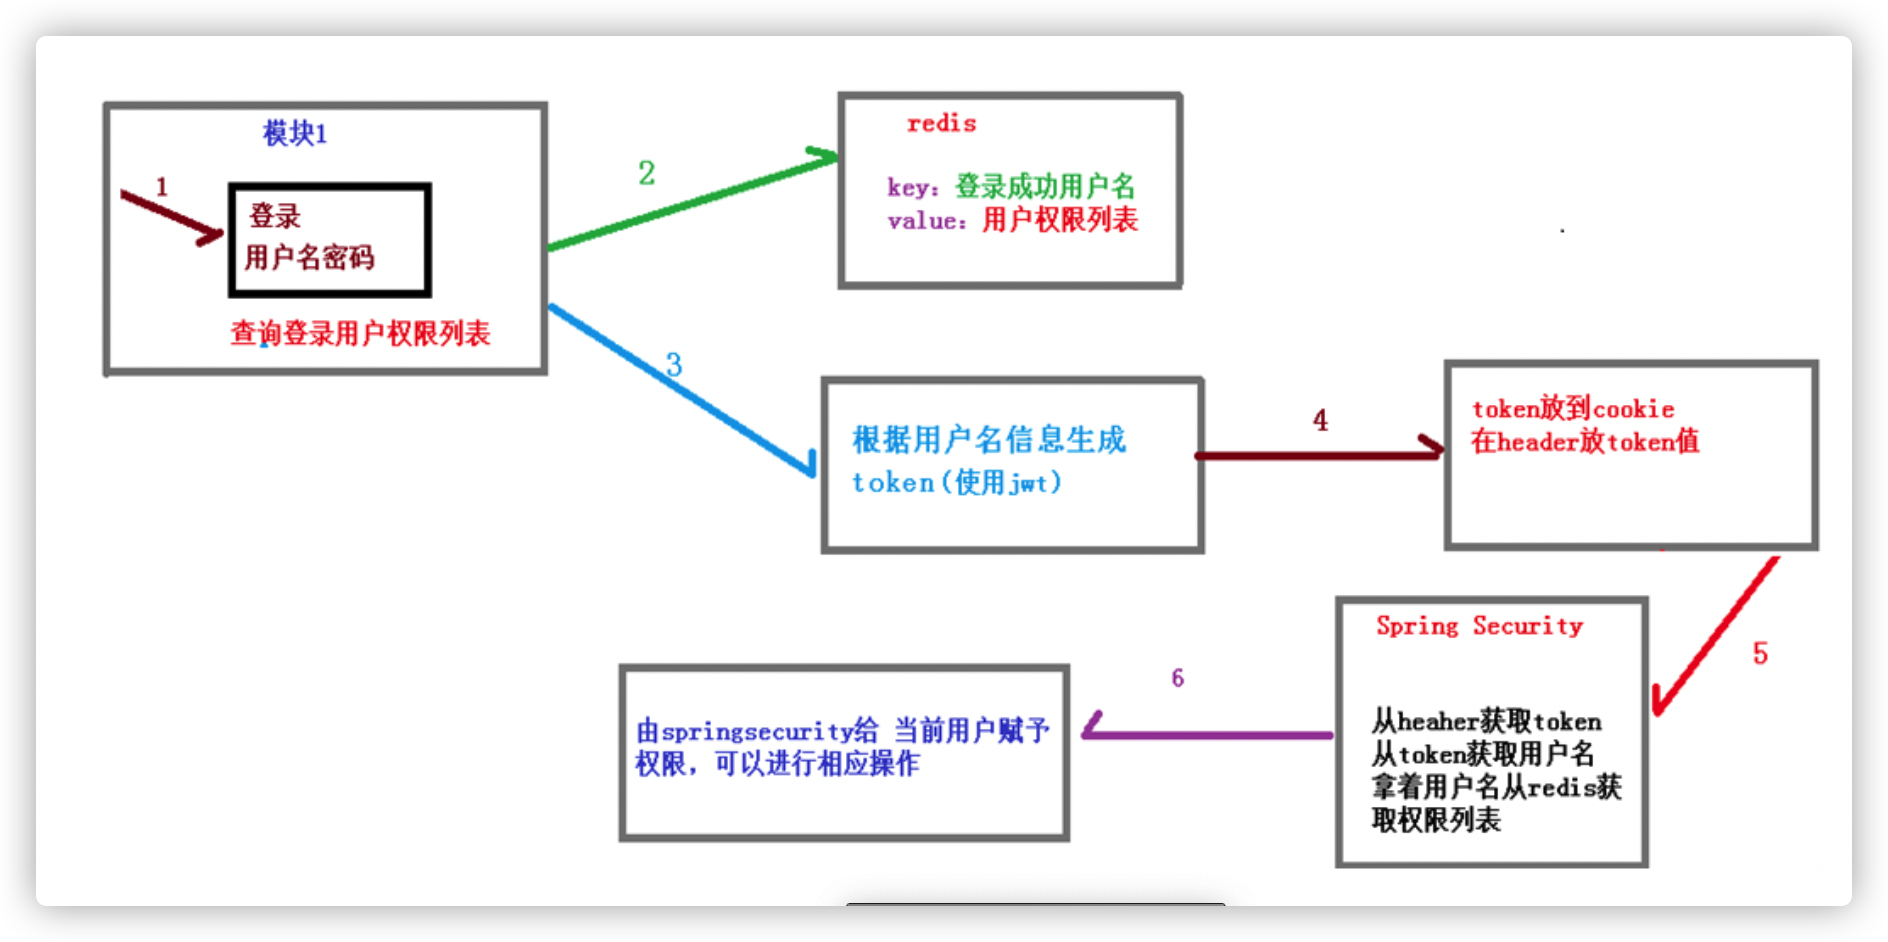 模块1
1
登录
用户名密码
查询登录用户权限列表
2
redis
key：登录成功用户名
value：用户权限列表
3
根据用户名信息生成
token(使用jwt)
4
token放到cookie
在header放token值
5
Spring Security
从heaher获取token
从token获取用户名
拿着用户名从redis获
取权限列表
6
由springsecurity给 当前用户赋予
权限，可以进行相应操作